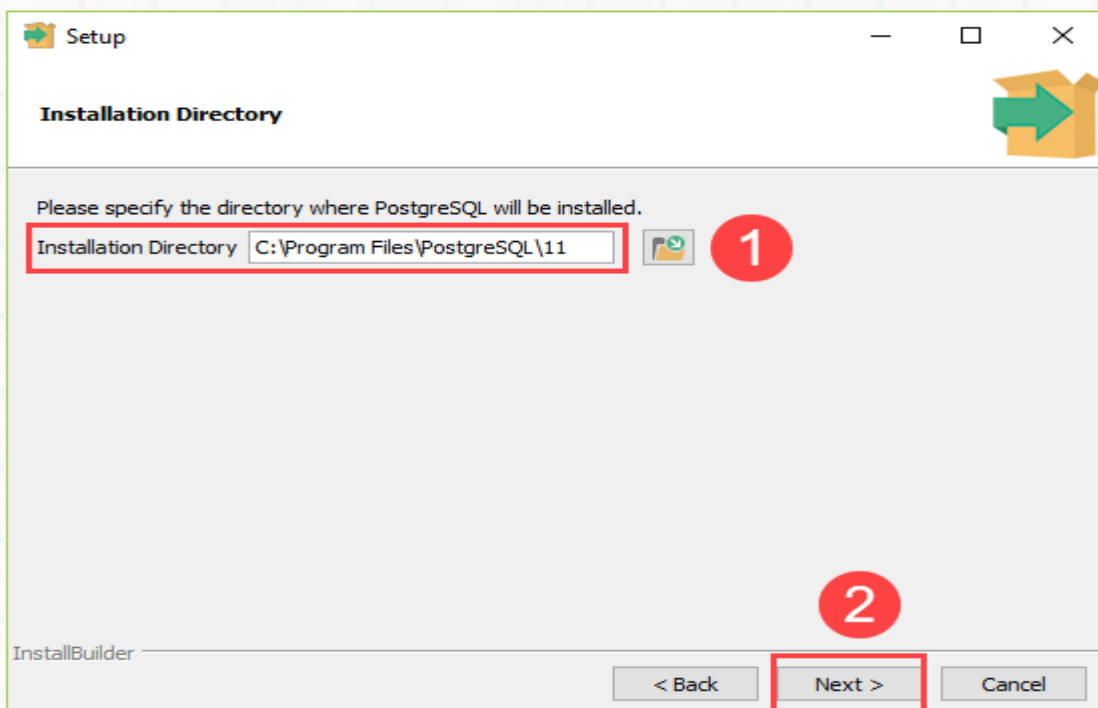 Setup
Installation Directory
Please specify the directory where PostgreSQL will be installed.
Installation Directory C:\Program Files\PostgreSQL\11
1
2
InstallBuilder
< Back Next > Cancel